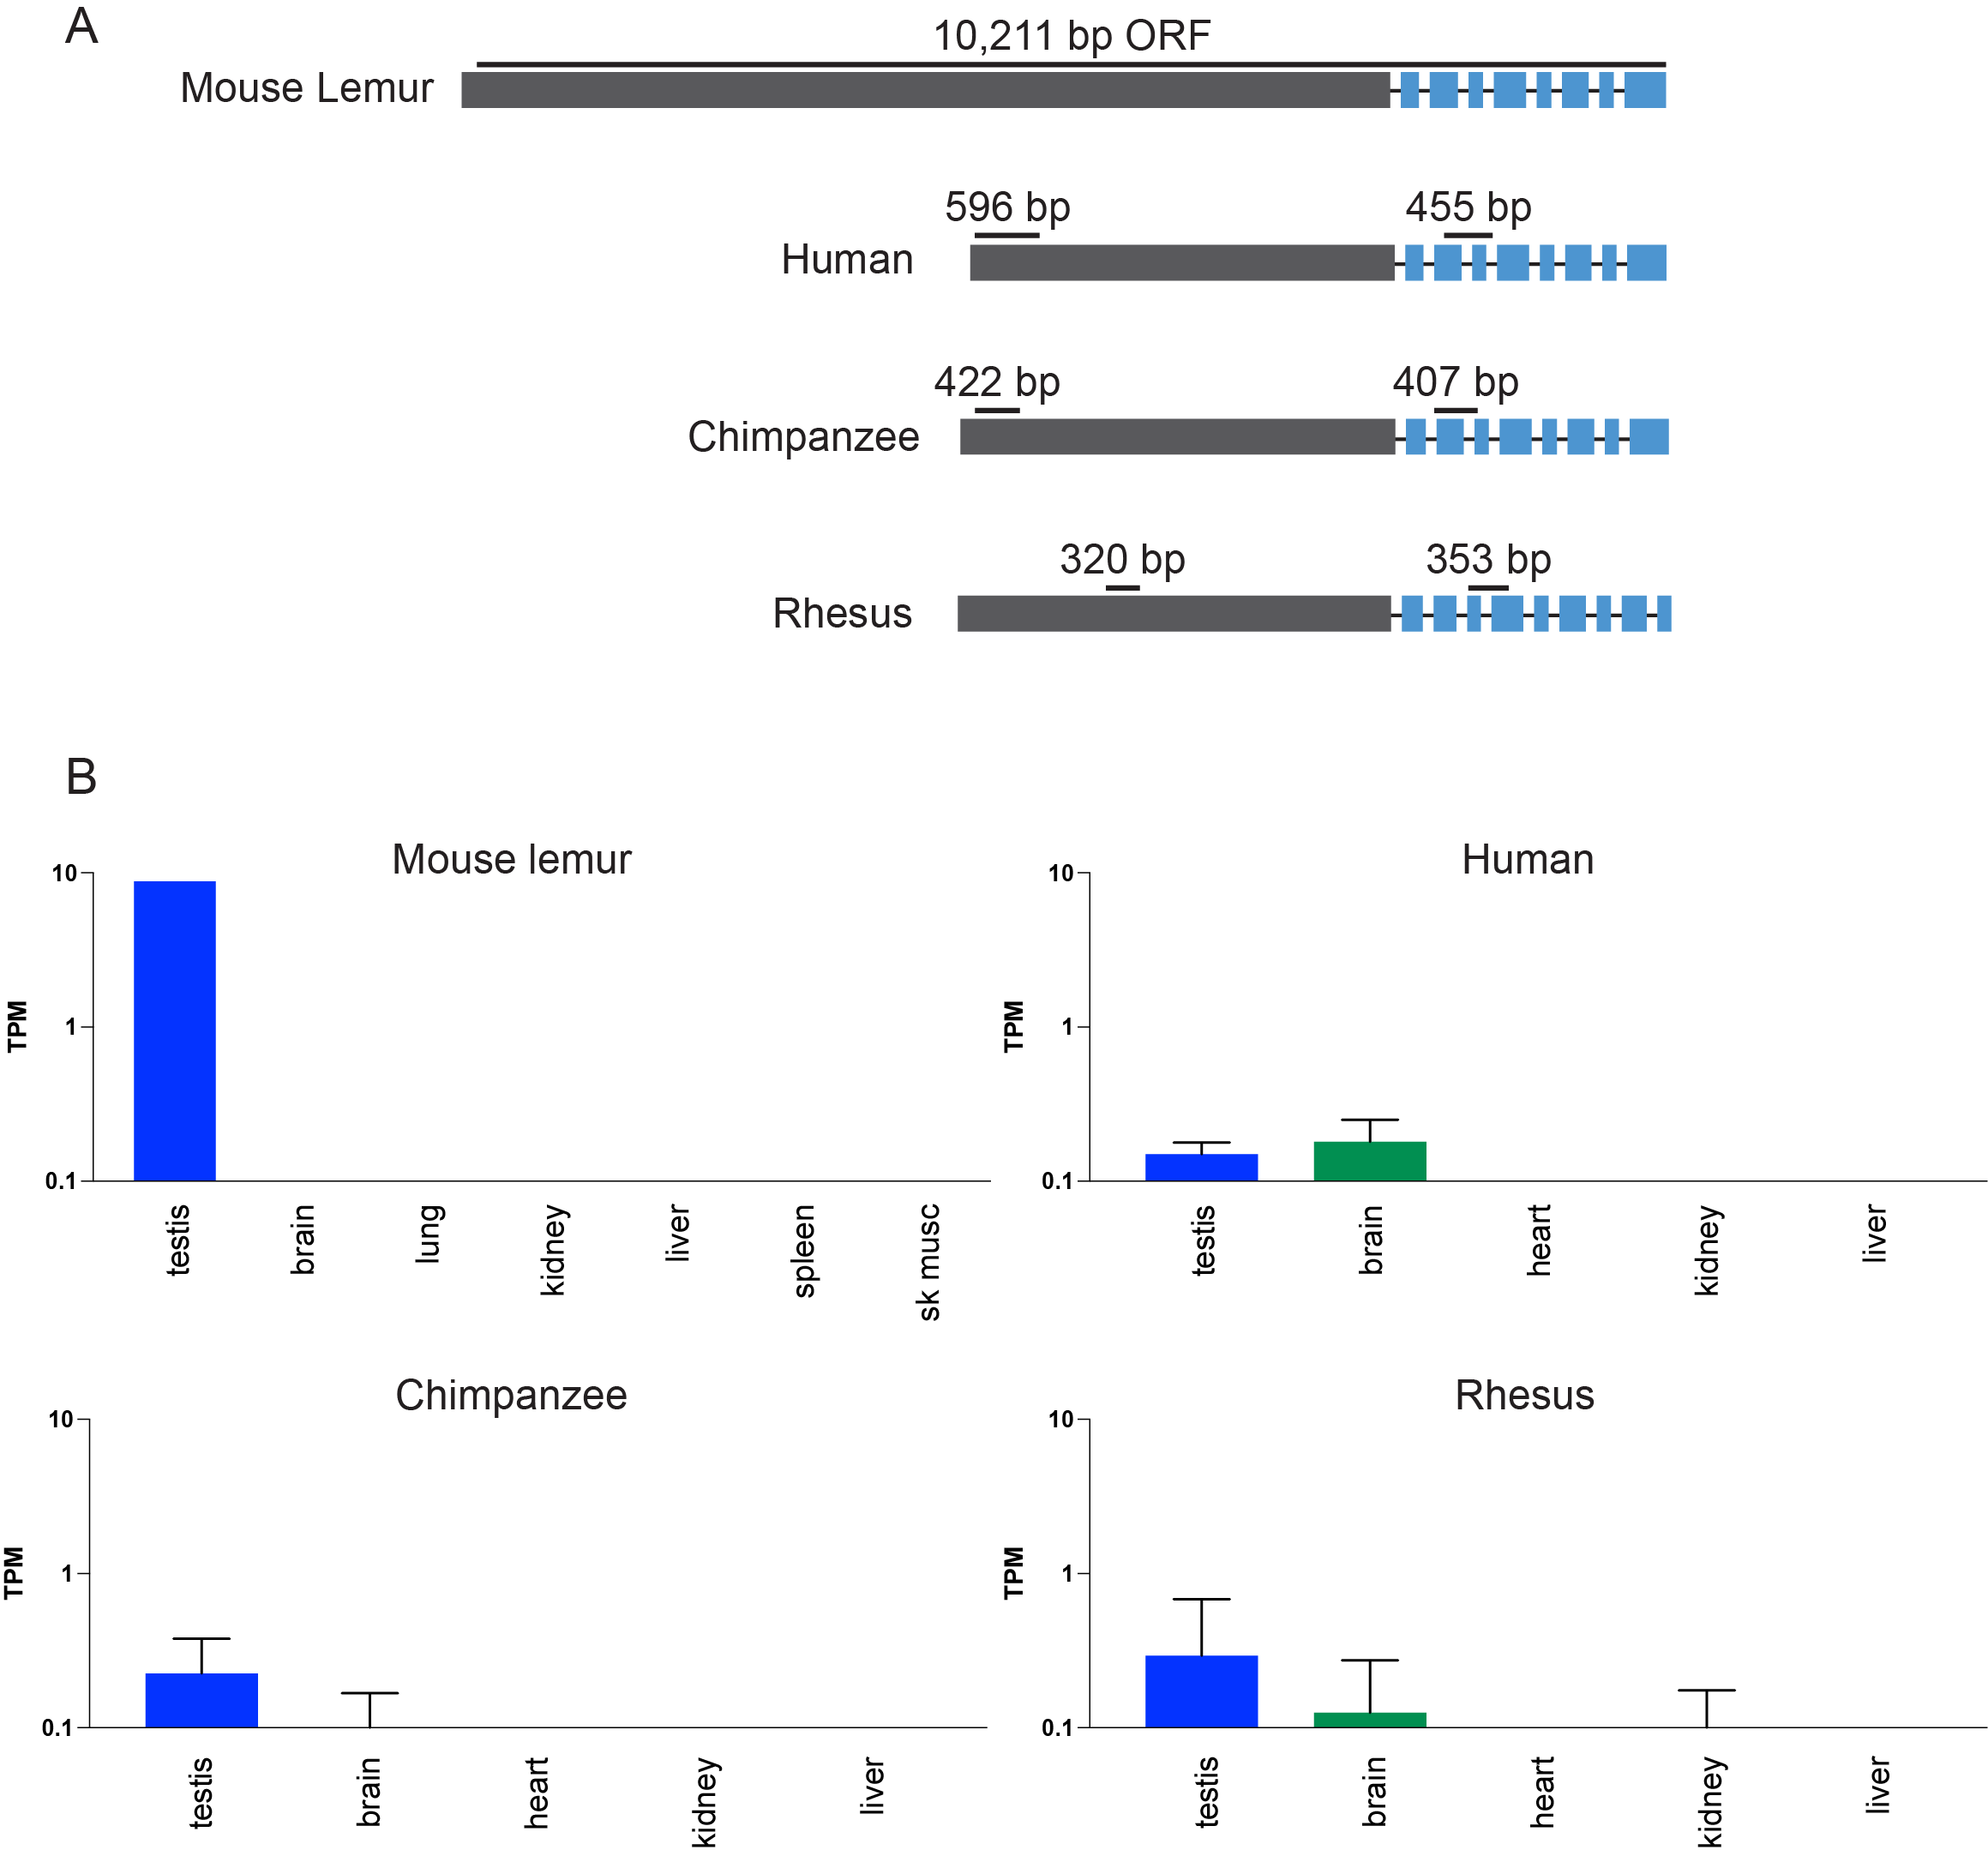 A
10,211 bp ORF
Mouse Lemur
596 bp 455 bp
Human
422 bp 407 bp
Chimpanzee
320 bp 353 bp
Rhesus
B
Mouse lemur
10
1
0.1
TPM
testis brain lung kidney liver spleen sk musc
Human
10
1
0.1
TPM
testis brain heart kidney liver
Chimpanzee
10
1
0.1
TPM
testis brain heart kidney liver
Rhesus
10
1
0.1
TPM
testis brain heart kidney liver